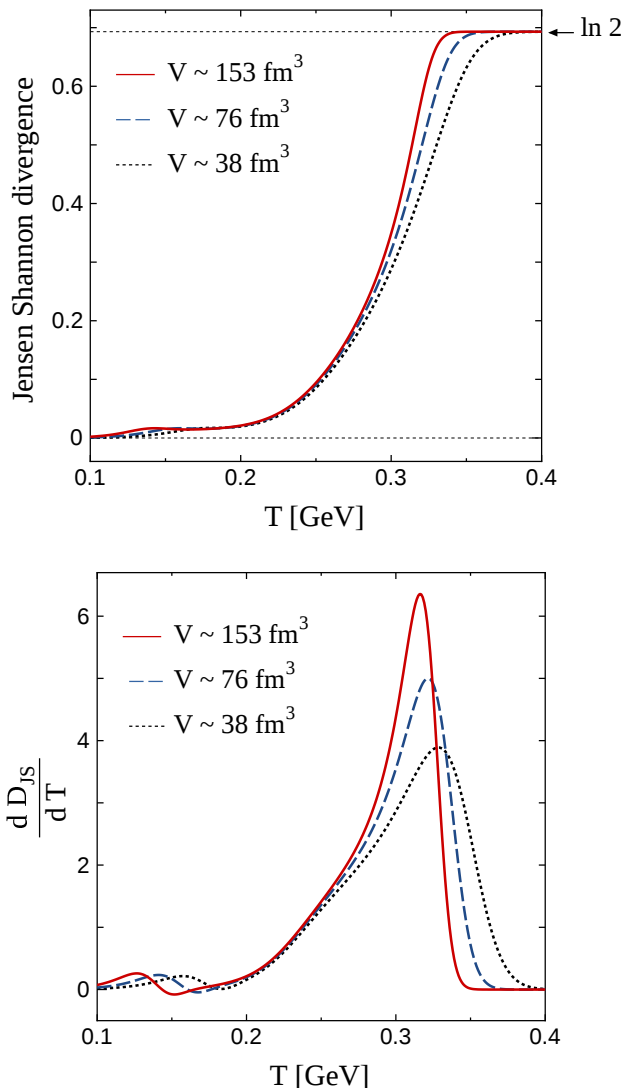 ln 2
0.6
V ~ 153 fm³
V ~ 76 fm³
V ~ 38 fm³
0.4
0.2
0
Jensen Shannon divergence
0.1 0.2 0.3 0.4
T [GeV]
6
V ~ 153 fm³
V ~ 76 fm³
V ~ 38 fm³
4
d D_JS
d T
2
0
0.1 0.2 0.3 0.4
T [GeV]